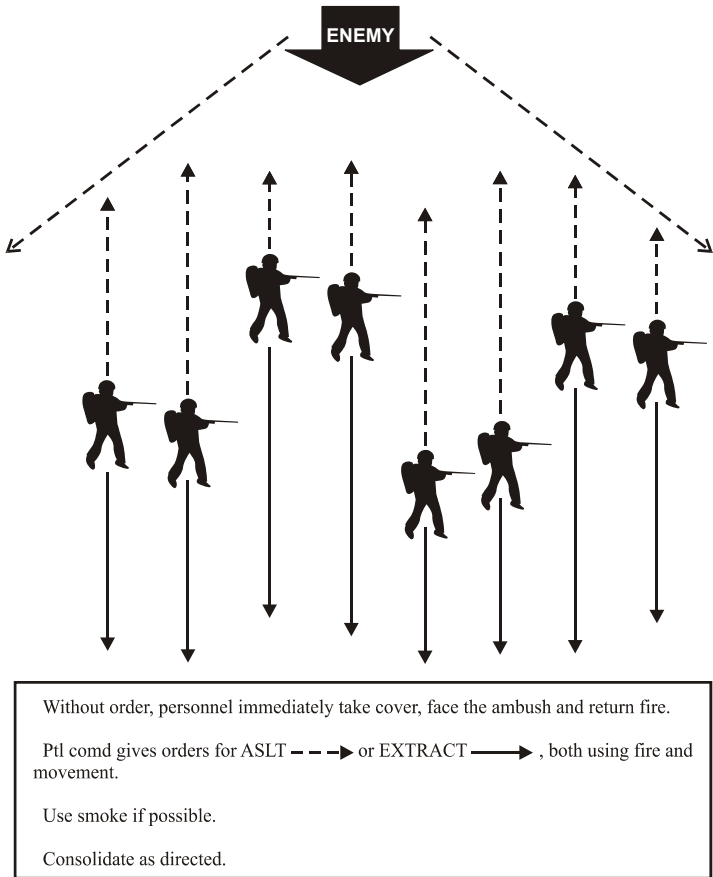 ENEMY
Without order, personnel immediately take cover, face the ambush and return fire.
Ptl comd gives orders for ASLT or EXTRACT , both using fire and
movement.
Use smoke if possible.
Consolidate as directed.